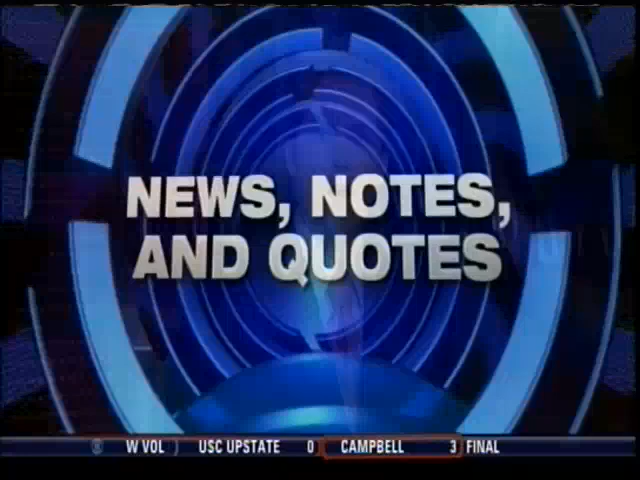 NEWS, NOTES,
AND QUOTES
W VOL USC UPSTATE 0 CAMPBELL 3 FINAL